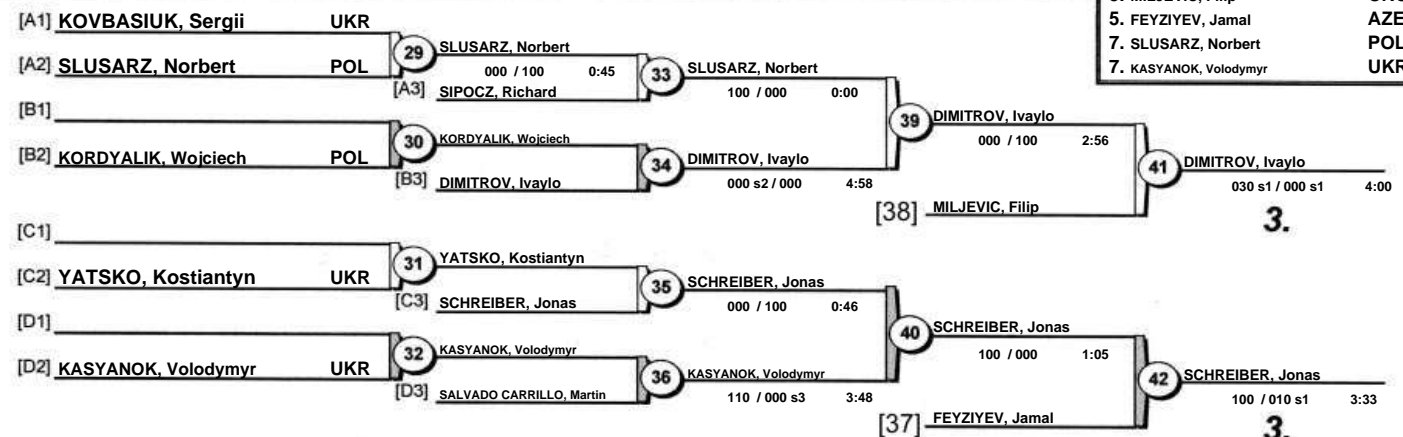 5. FEYZIYEV, Jamal AZE
7. SLUSARZ, Norbert POL
7. KASYANOK, Volodymyr UKR
[A1] KOVBASIUK, Sergii UKR
[A2] SLUSARZ, Norbert POL
29
SLUSARZ, Norbert
000 / 100 0:45
[A3] SIPOCZ, Richard
33
SLUSARZ, Norbert
100 / 000 0:00
[B1]
[B2] KORDYALIK, Wojciech POL
30
KORDYALIK, Wojciech
[B3] DIMITROV, Ivaylo
34
DIMITROV, Ivaylo
000 s2 / 000 4:58
39
DIMITROV, Ivaylo
000 / 100 2:56
[38] MILJEVIC, Filip
41
DIMITROV, Ivaylo
030 s1 / 000 s1 4:00
3.
[C1]
[C2] YATSKO, Kostiantyn UKR
31
YATSKO, Kostiantyn
[C3] SCHREIBER, Jonas
35
SCHREIBER, Jonas
000 / 100 0:46
[D1]
[D2] KASYANOK, Volodymyr UKR
32
KASYANOK, Volodymyr
[D3] SALVADO CARRILLO, Martin
36
KASYANOK, Volodymyr
110 / 000 s3 3:48
40
SCHREIBER, Jonas
100 / 000 1:05
[37] FEYZIYEV, Jamal
42
SCHREIBER, Jonas
100 / 010 s1 3:33
3.